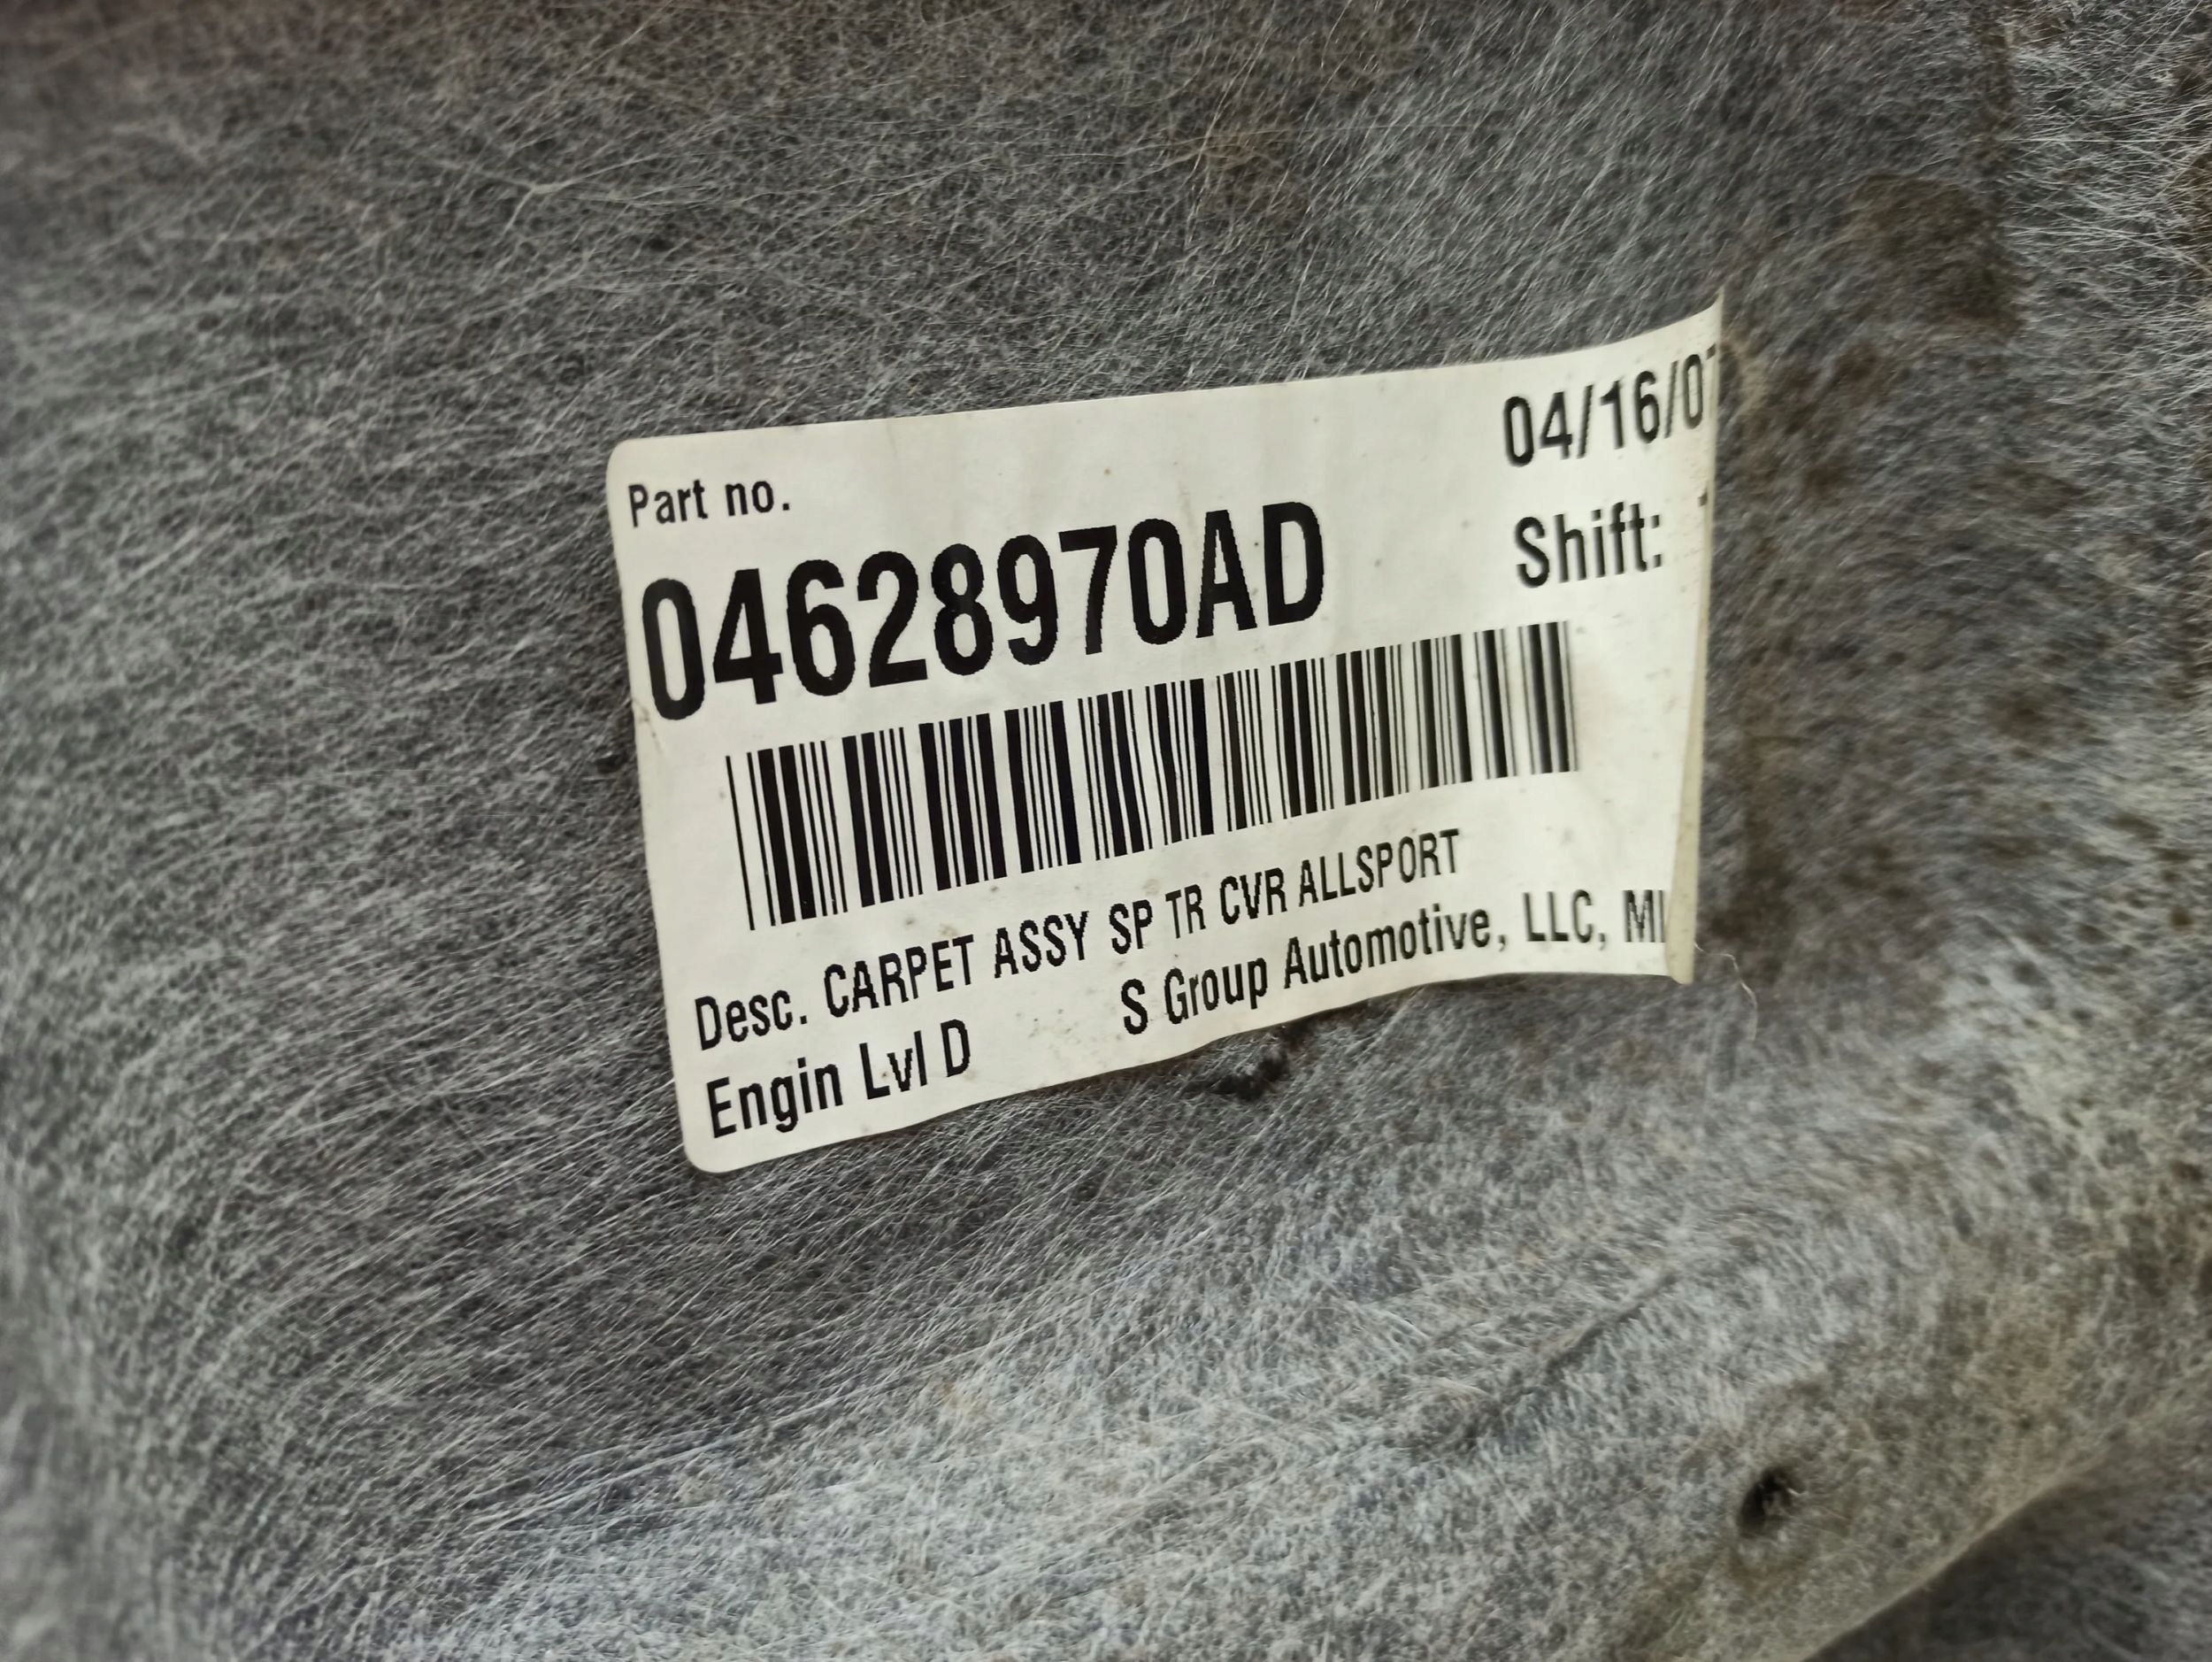 04/16/07
Part no.
Shift:
04628970AD
Desc. CARPET ASSY SP TR CVR ALLSPORT
Engin Lvl D
S Group Automotive, LLC, MI